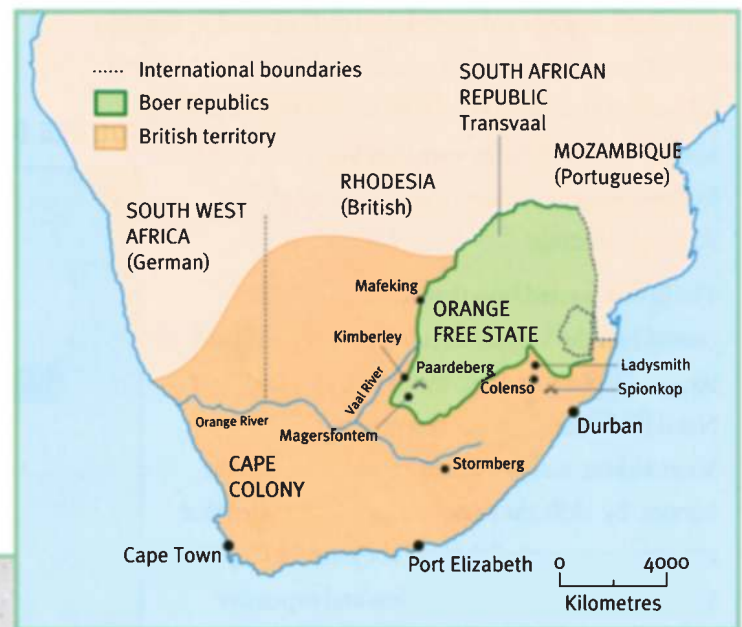 International boundaries
Boer republics
British territory
SOUTH AFRICAN
REPUBLIC
Transvaal
MOZAMBIQUE
(Portuguese)
RHODESIA
(British)
SOUTH WEST
AFRICA
(German)
Mafeking
ORANGE
FREE STATE
Kimberley
Paardeberg
Vaal River
Ladysmith
Colenso
Spionkop
Orange River
Magersfontem
Durban
CAPE
COLONY
Stormberg
Cape Town
Port Elizabeth
0 4000
Kilometres